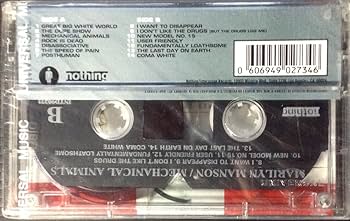 SIDE B
GREAT BIG WHITE WORLD
THE DOPE SHOW
MECHANICAL ANIMALS
ROCK IS DEAD
DISASSOCIATIVE
THE SPEED OF PAIN
POSTHUMAN
I WANT TO DISAPPEAR
I DON'T LIKE THE DRUGS (BUT THE DRUGS LIKE ME)
NEW MODEL NO. 15
USER FRIENDLY
FUNDAMENTALLY LOATHSOME
THE LAST DAY ON EARTH
COMA WHITE
nothing
0 606949 027346
MUSIC
B
nothing
MARILYN MANSON / MECHANICAL ANIMALS
8. I WANT TO DISAPPEAR 9. I DON'T LIKE THE DRUGS
10. NEW MODEL NO. 15 11. USER FRIENDLY 12. FUNDAMENTALLY LOATHSOME
13. THE LAST DAY ON EARTH 14. COMA WHITE